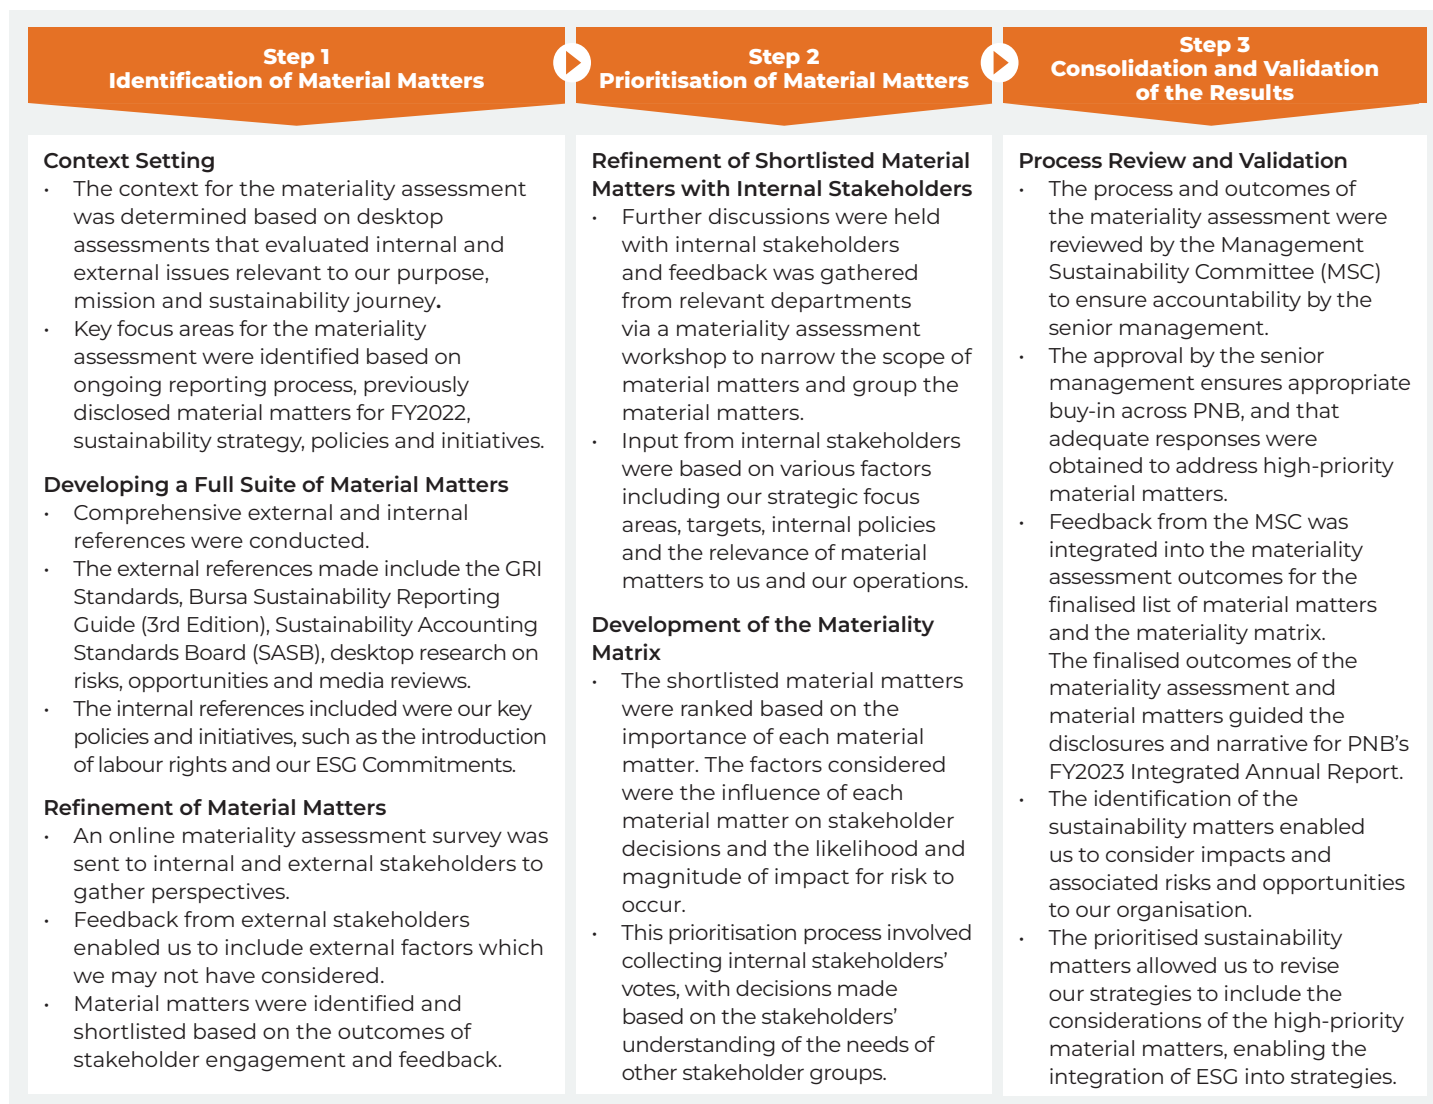 Step 1
Identification of Material Matters
Context Setting
• The context for the materiality assessment
was determined based on desktop
assessments that evaluated internal and
external issues relevant to our purpose,
mission and sustainability journey.
• Key focus areas for the materiality
assessment were identified based on
ongoing reporting process, previously
disclosed material matters for FY2022,
sustainability strategy, policies and initiatives.
Developing a Full Suite of Material Matters
• Comprehensive external and internal
references were conducted.
• The external references made include the GRI
Standards, Bursa Sustainability Reporting
Guide (3rd Edition), Sustainability Accounting
Standards Board (SASB), desktop research on
risks, opportunities and media reviews.
• The internal references included were our key
policies and initiatives, such as the introduction
of labour rights and our ESG Commitments.
Refinement of Material Matters
• An online materiality assessment survey was
sent to internal and external stakeholders to
gather perspectives.
• Feedback from external stakeholders
enabled us to include external factors which
we may not have considered.
• Material matters were identified and
shortlisted based on the outcomes of
stakeholder engagement and feedback.
Step 2
Prioritisation of Material Matters
Refinement of Shortlisted Material
Matters with Internal Stakeholders
• Further discussions were held
with internal stakeholders
and feedback was gathered
from relevant departments
via a materiality assessment
workshop to narrow the scope of
material matters and group the
material matters.
• Input from internal stakeholders
were based on various factors
including our strategic focus
areas, targets, internal policies
and the relevance of material
matters to us and our operations.
Development of the Materiality
Matrix
• The shortlisted material matters
were ranked based on the
importance of each material
matter. The factors considered
were the influence of each
material matter on stakeholder
decisions and the likelihood and
magnitude of impact for risk to
occur.
• This prioritisation process involved
collecting internal stakeholders’
votes, with decisions made
based on the stakeholders’
understanding of the needs of
other stakeholder groups.
Step 3
Consolidation and Validation
of the Results
Process Review and Validation
• The process and outcomes of
the materiality assessment were
reviewed by the Management
Sustainability Committee (MSC)
to ensure accountability by the
senior management.
• The approval by the senior
management ensures appropriate
buy-in across PNB, and that
adequate responses were
obtained to address high-priority
material matters.
• Feedback from the MSC was
integrated into the materiality
assessment outcomes for the
finalised list of material matters
and the materiality matrix.
The finalised outcomes of the
materiality assessment and
material matters guided the
disclosures and narrative for PNB’s
FY2023 Integrated Annual Report.
• The identification of the
sustainability matters enabled
us to consider impacts and
associated risks and opportunities
to our organisation.
• The prioritised sustainability
matters allowed us to revise
our strategies to include the
considerations of the high-priority
material matters, enabling the
integration of ESG into strategies.